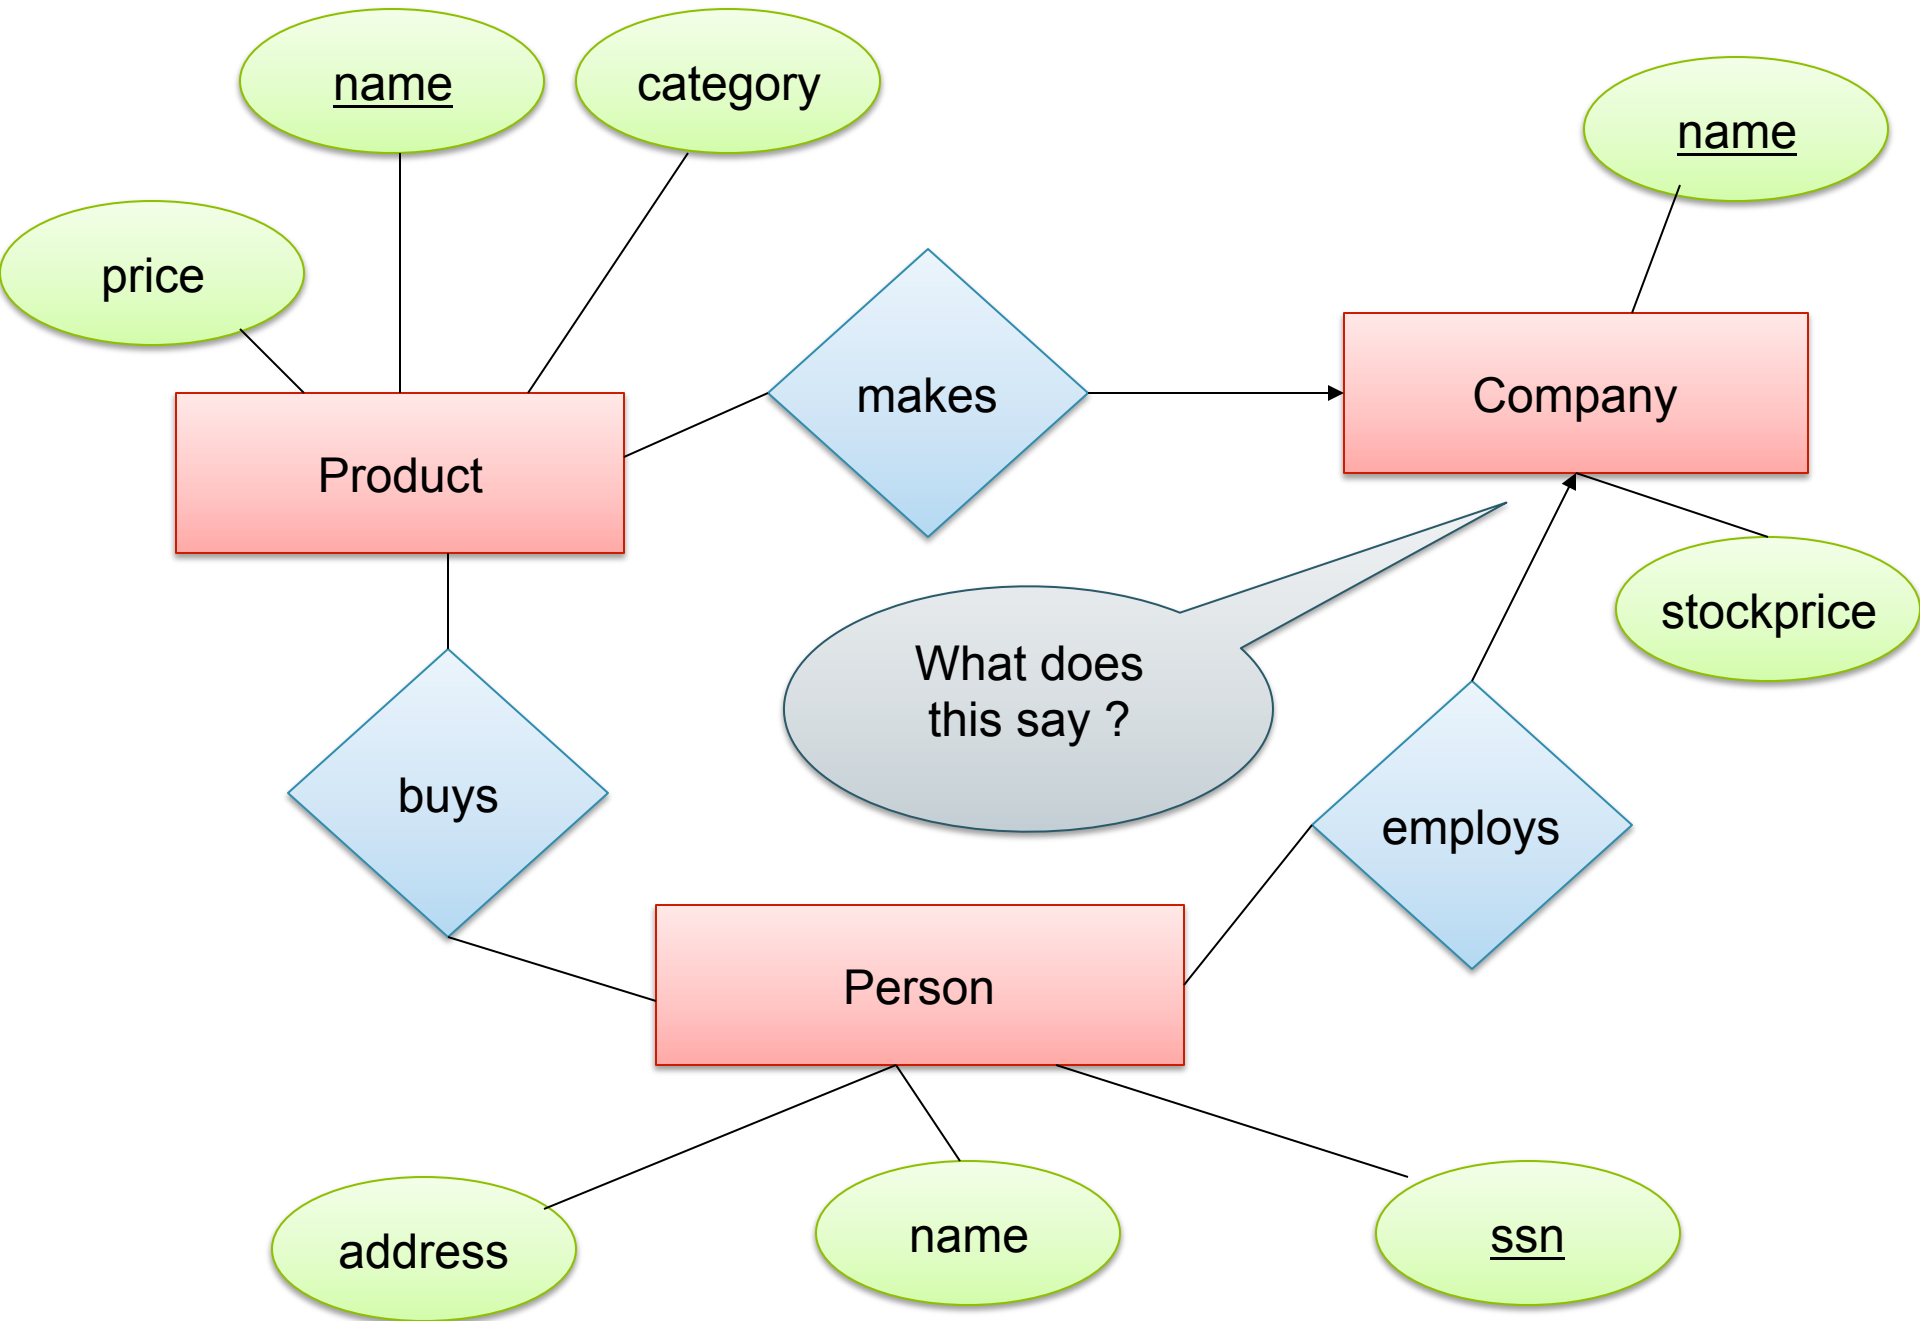 name
category
name
price
makes
Company
Product
stockprice
What does
this say ?
buys
employs
Person
address
name
ssn